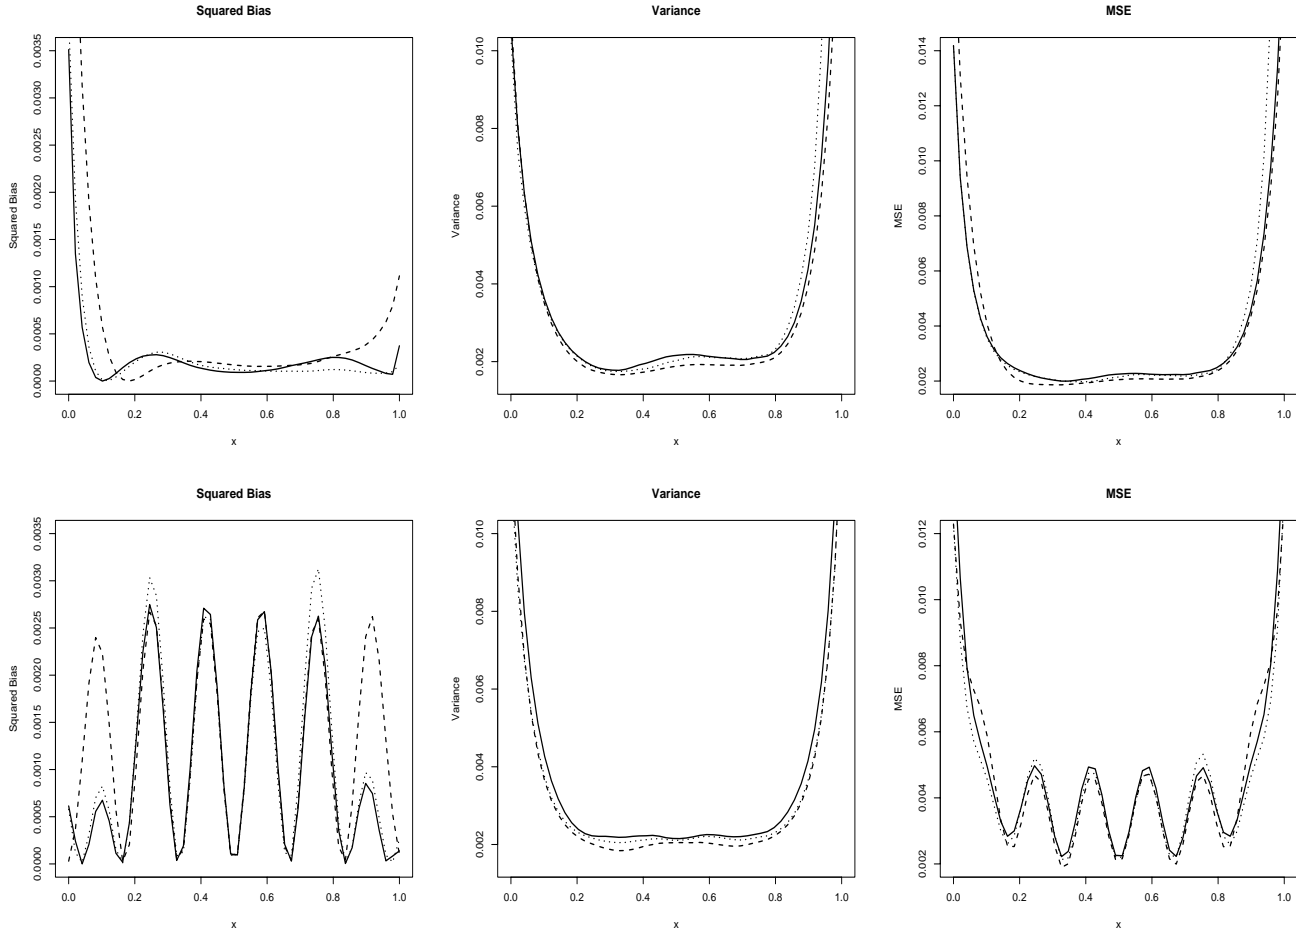 Squared Bias
Squared Bias
0.0000 0.0005 0.0010 0.0015 0.0020 0.0025 0.0030 0.0035
0.0 0.2 0.4 0.6 0.8 1.0
x
Variance
Variance
0.002 0.004 0.006 0.008 0.010
0.0 0.2 0.4 0.6 0.8 1.0
x
MSE
MSE
0.002 0.004 0.006 0.008 0.010 0.012 0.014
0.0 0.2 0.4 0.6 0.8 1.0
x
Squared Bias
Squared Bias
0.0000 0.0005 0.0010 0.0015 0.0020 0.0025 0.0030 0.0035
0.0 0.2 0.4 0.6 0.8 1.0
x
Variance
Variance
0.002 0.004 0.006 0.008 0.010
0.0 0.2 0.4 0.6 0.8 1.0
x
MSE
MSE
0.002 0.004 0.006 0.008 0.010 0.012
0.0 0.2 0.4 0.6 0.8 1.0
x